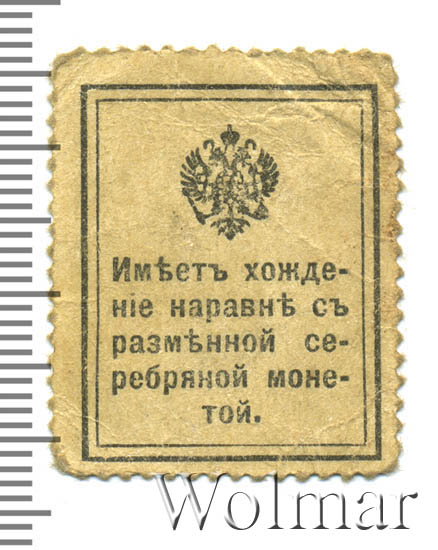 Имѣетъ хожде-
ніе наравнѣ съ
размѣнной се-
ребряной моне-
той.
Wolmar